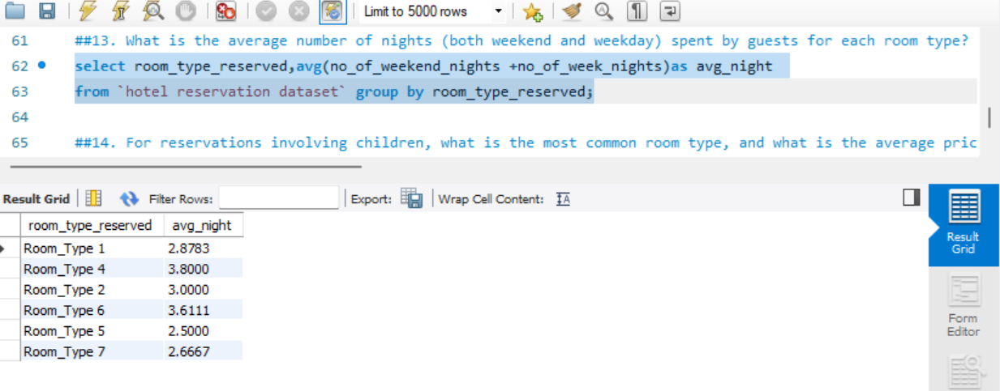 Limit to 5000 rows
61 ##13. What is the average number of nights (both weekend and weekday) spent by guests for each room type?
62 select room_type_reserved,avg(no_of_weekend_nights +no_of_week_nights)as avg_night
63 from `hotel reservation dataset` group by room_type_reserved;
64
65 ##14. For reservations involving children, what is the most common room type, and what is the average pric
Result Grid Filter Rows: Export: Wrap Cell Content: IA
room_type_reserved avg_night
Room_Type 1 2.8783
Room_Type 4 3.8000
Room_Type 2 3.0000
Room_Type 6 3.6111
Room_Type 5 2.5000
Room_Type 7 2.6667
Result
Grid
Form
Editor